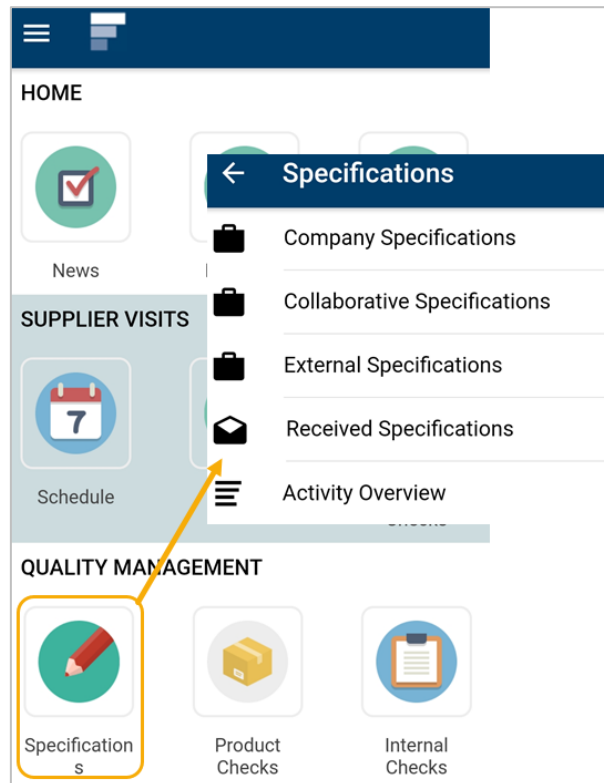 HOME
Specifications
Company Specifications
News
Collaborative Specifications
SUPPLIER VISITS
External Specifications
7
Received Specifications
Schedule
Activity Overview
QUALITY MANAGEMENT
Specification
s
Product
Checks
Internal
Checks